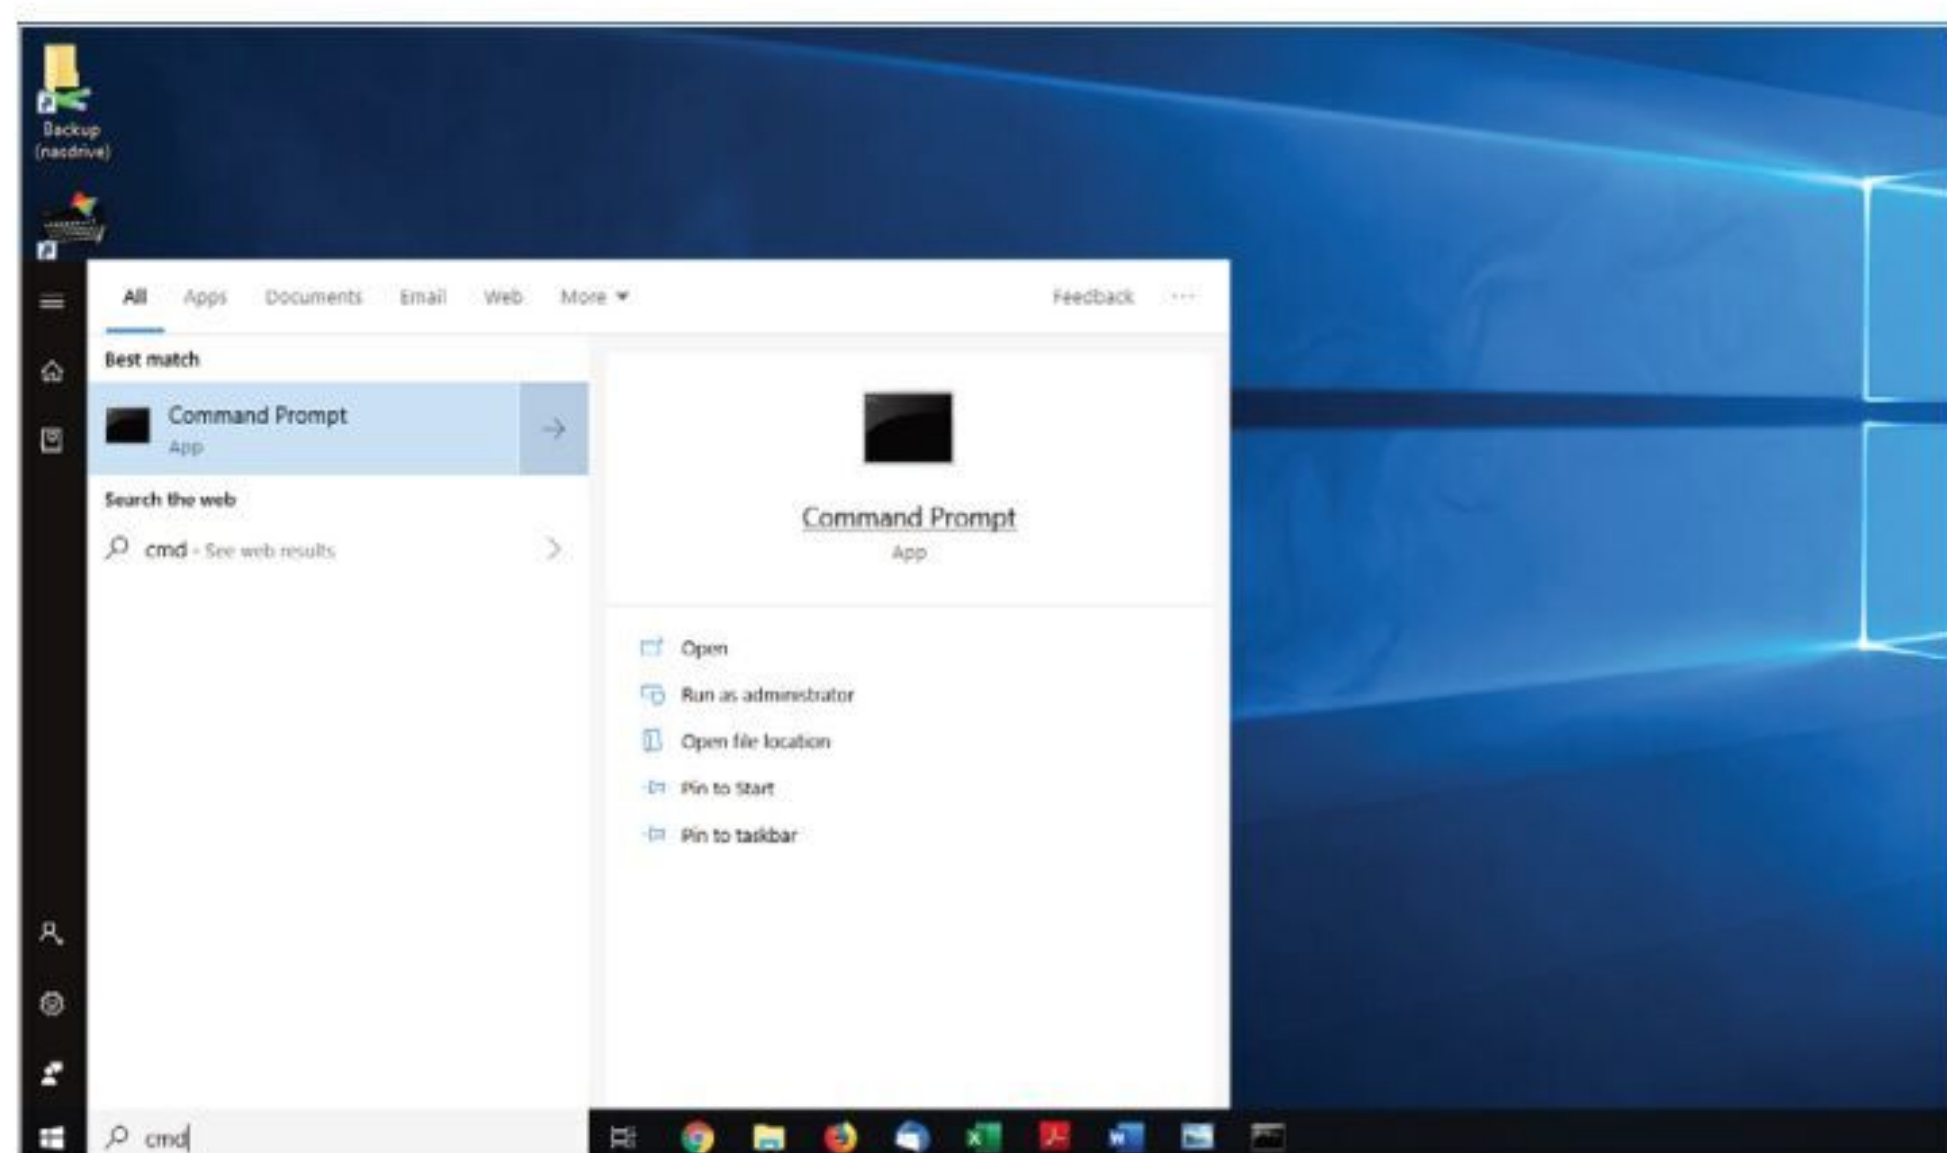 Backup
(nasdrive)
All Apps Documents Email Web More Feedback ...
Best match
Command Prompt
App
Search the web
cmd - See web results
Command Prompt
App
Open
Run as administrator
Open file location
Pin to Start
Pin to taskbar
cmd